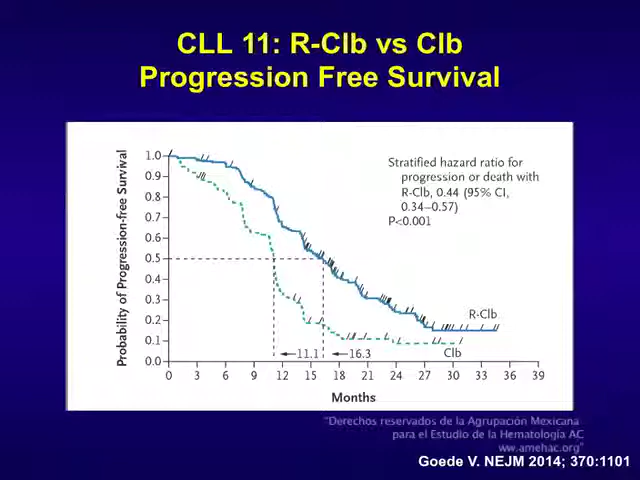 CLL 11: R-Clb vs Clb
Progression Free Survival
Probability of Progression-free Survival
1.0
0.9
0.8
0.7
0.6
0.5
0.4
0.3
0.2
0.1
0.0
Stratified hazard ratio for
progression or death with
R-Clb, 0.44 (95% CI,
0.34–0.57)
P<0.001
R-Clb
Clb
11.1
16.3
0 3 6 9 12 15 18 21 24 27 30 33 36 39
Months
"Derechos reservados de la Agrupación Mexicana
para el Estudio de la Hematología AC
ww.amehac.org"
Goede V. NEJM 2014; 370:1101